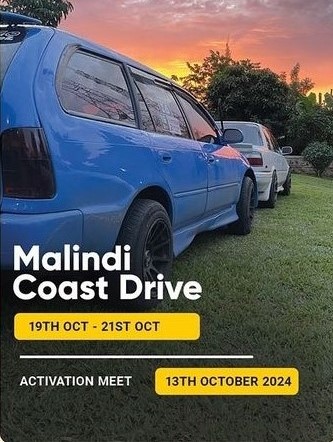 Malindi
Coast Drive
19TH OCT - 21ST OCT
ACTIVATION MEET
13TH OCTOBER 2024